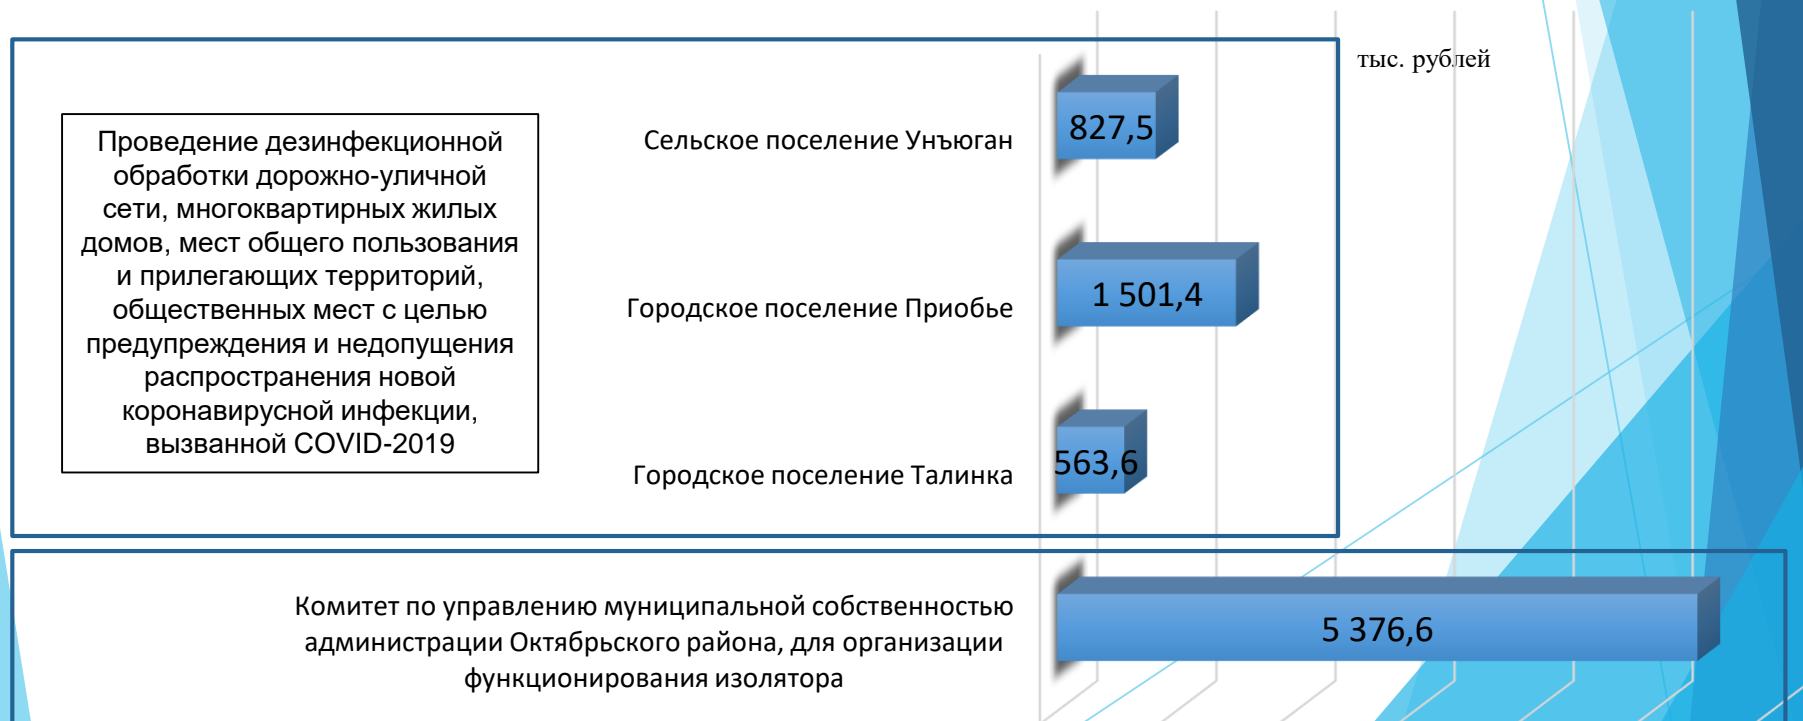 тыс. рублей
Проведение дезинфекционной
обработки дорожно-уличной
сети, многоквартирных жилых
домов, мест общего пользования
и прилегающих территорий,
общественных мест с целью
предупреждения и недопущения
распространения новой
коронавирусной инфекции,
вызванной COVID-2019
Сельское поселение Унъюган
827,5
Городское поселение Приобье
1 501,4
Городское поселение Талинка
563,6
Комитет по управлению муниципальной собственностью
администрации Октябрьского района, для организации
функционирования изолятора
5 376,6